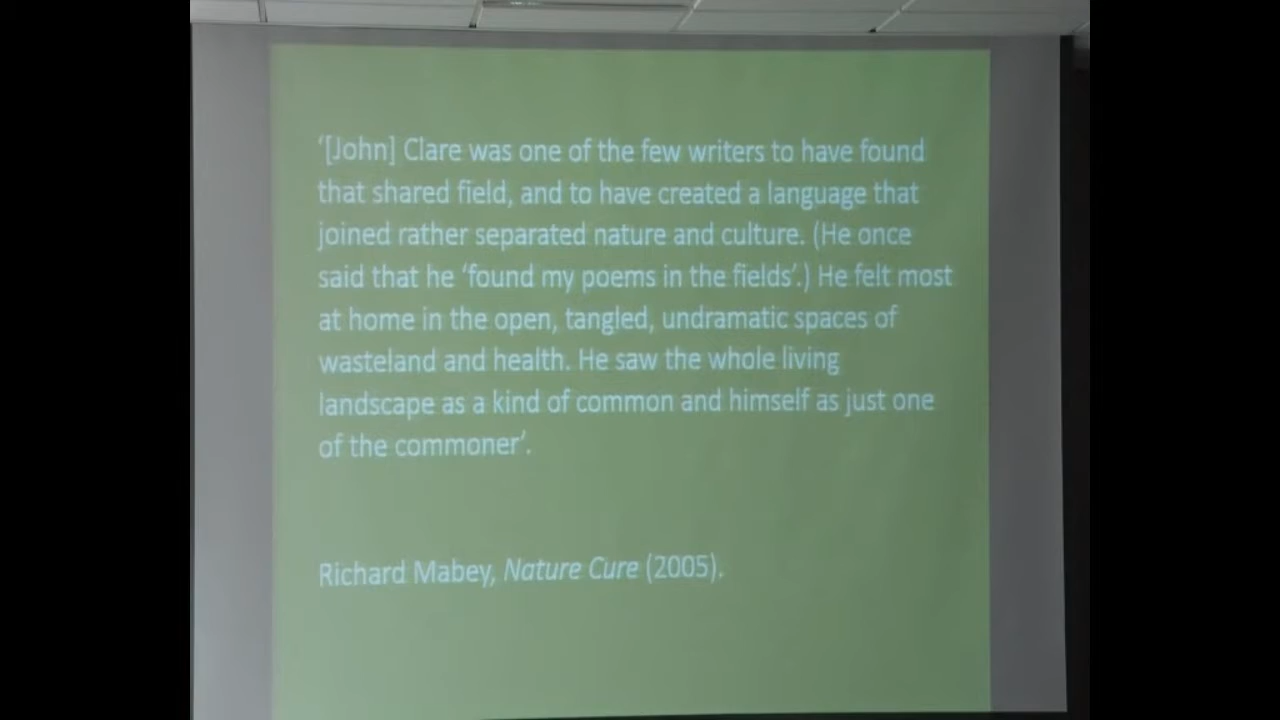 ‘[John] Clare was one of the few writers to have found
that shared field, and to have created a language that
joined rather separated nature and culture. (He once
said that he ‘found my poems in the fields’.) He felt most
at home in the open, tangled, undramatic spaces of
wasteland and health. He saw the whole living
landscape as a kind of common and himself as just one
of the commoner’.
Richard Mabey, Nature Cure (2005).